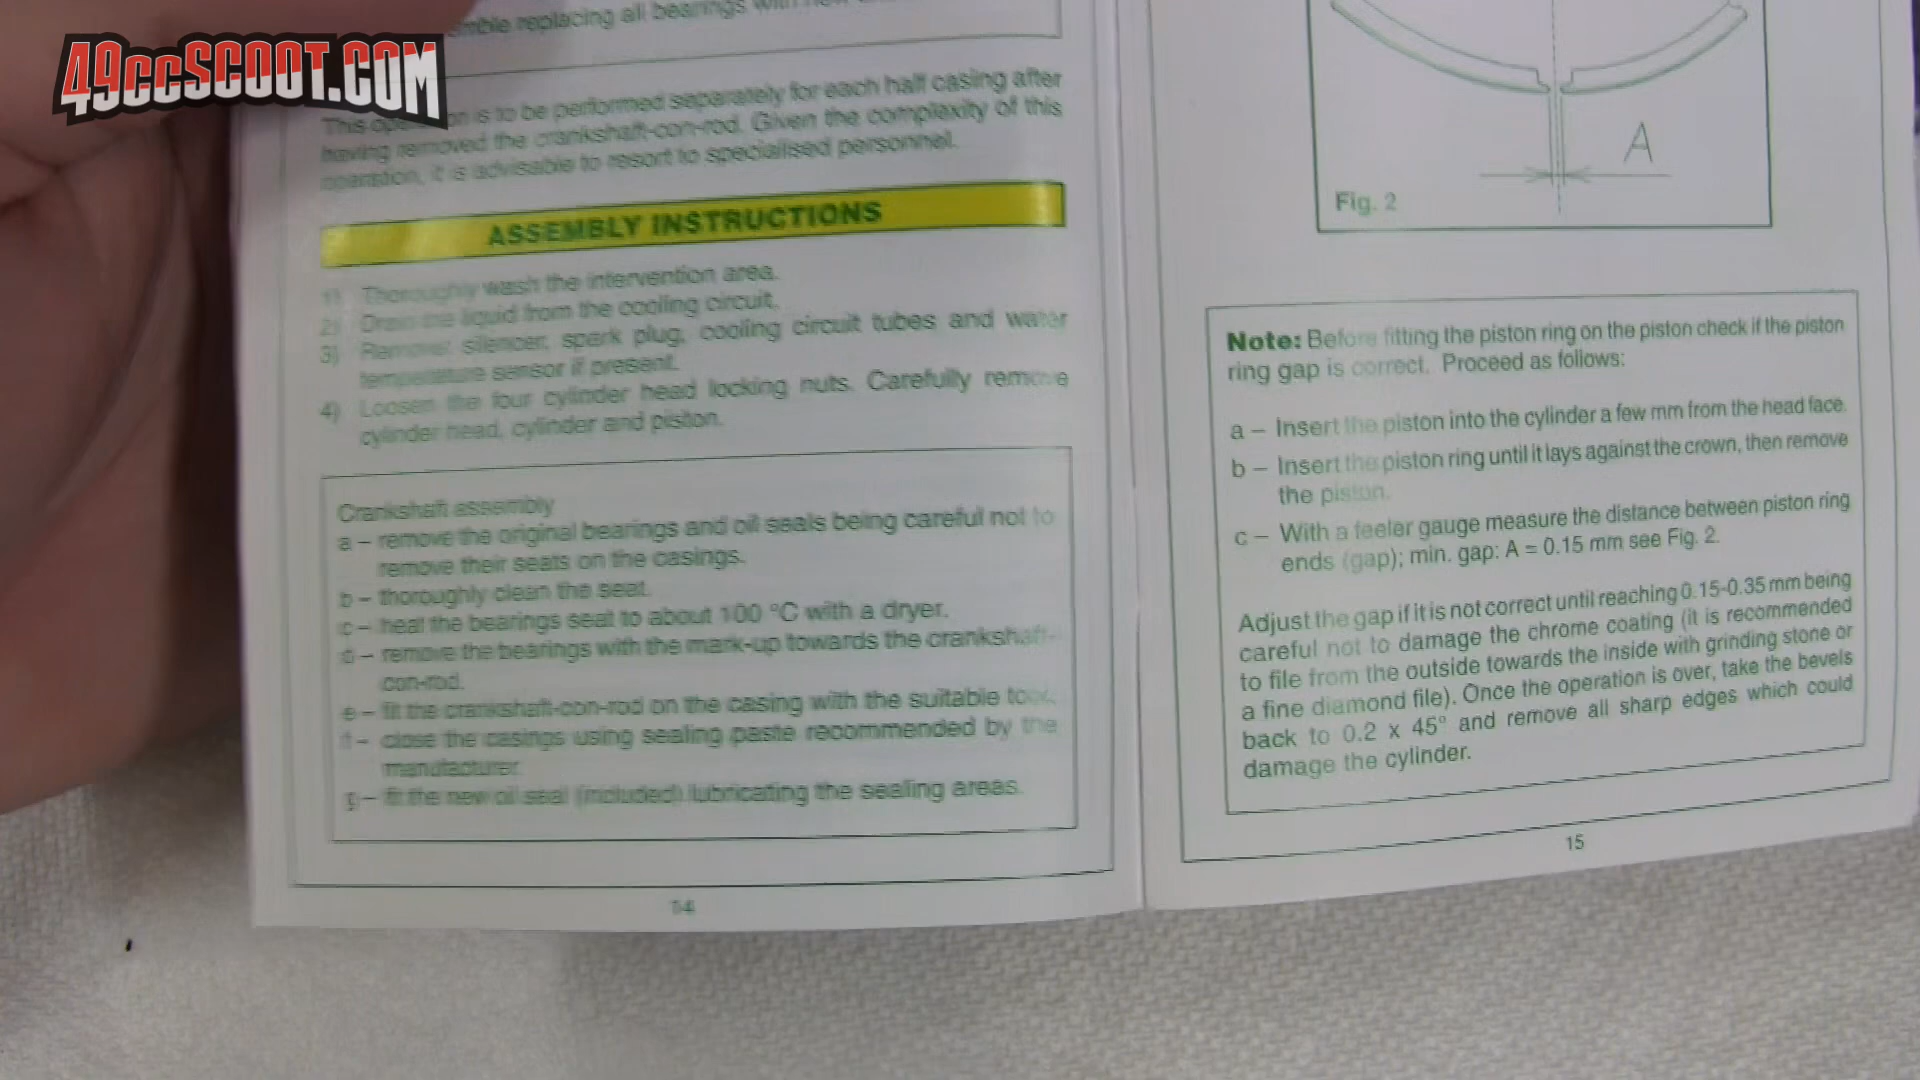 49ccSCOOT.COM
replacing all bearings with
This is to be performed separately for each half casing after
having removed the crankshaft-con-rod. Given the complexity of this
operation, it is advisable to resort to specialised personnel.
ASSEMBLY INSTRUCTIONS
1) Thoroughly wash the intervention area.
2) Drain the liquid from the cooling circuit.
3) Remove: silencer, spark plug, cooling circuit tubes and water
temperature sensor if present.
4) Loosen the four cylinder head locking nuts. Carefully remove
cylinder head, cylinder and piston.
Crankshaft assembly
a – remove the original bearings and oil seals being careful not to
remove their seats on the casings.
b – thoroughly clean the seat.
c – heat the bearings seat to about 100 °C with a dryer.
d – remove the bearings with the mark-up towards the crankshaft-
con-rod.
e – fit the crankshaft-con-rod on the casing with the suitable tool.
f – close the casings using sealing paste recommended by the
manufacturer.
g – fit the new oil seal (included) lubricating the sealing areas.
14
A
Fig. 2
Note: Before fitting the piston ring on the piston check if the piston
ring gap is correct. Proceed as follows:
a – Insert the piston into the cylinder a few mm from the head face.
b – Insert the piston ring until it lays against the crown, then remove
the piston.
c – With a feeler gauge measure the distance between piston ring
ends (gap); min. gap: A = 0.15 mm see Fig. 2.
Adjust the gap if it is not correct until reaching 0.15-0.35 mm being
careful not to damage the chrome coating (it is recommended
to file from the outside towards the inside with grinding stone or
a fine diamond file). Once the operation is over, take the bevels
back to 0.2 x 45° and remove all sharp edges which could
damage the cylinder.
15